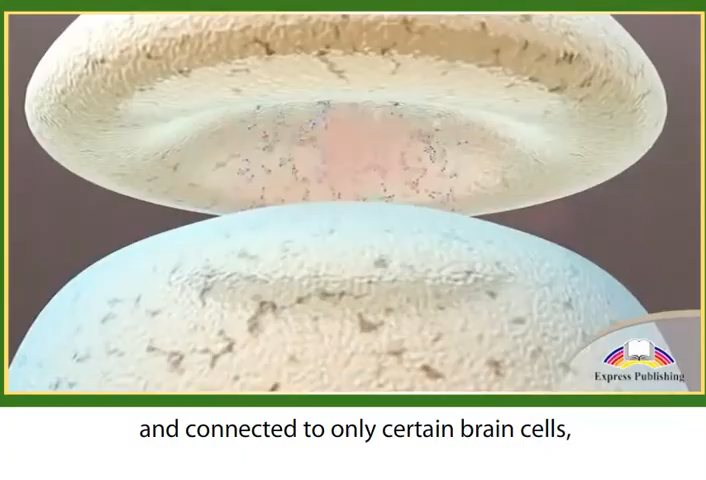 Express Publishing
and connected to only certain brain cells,